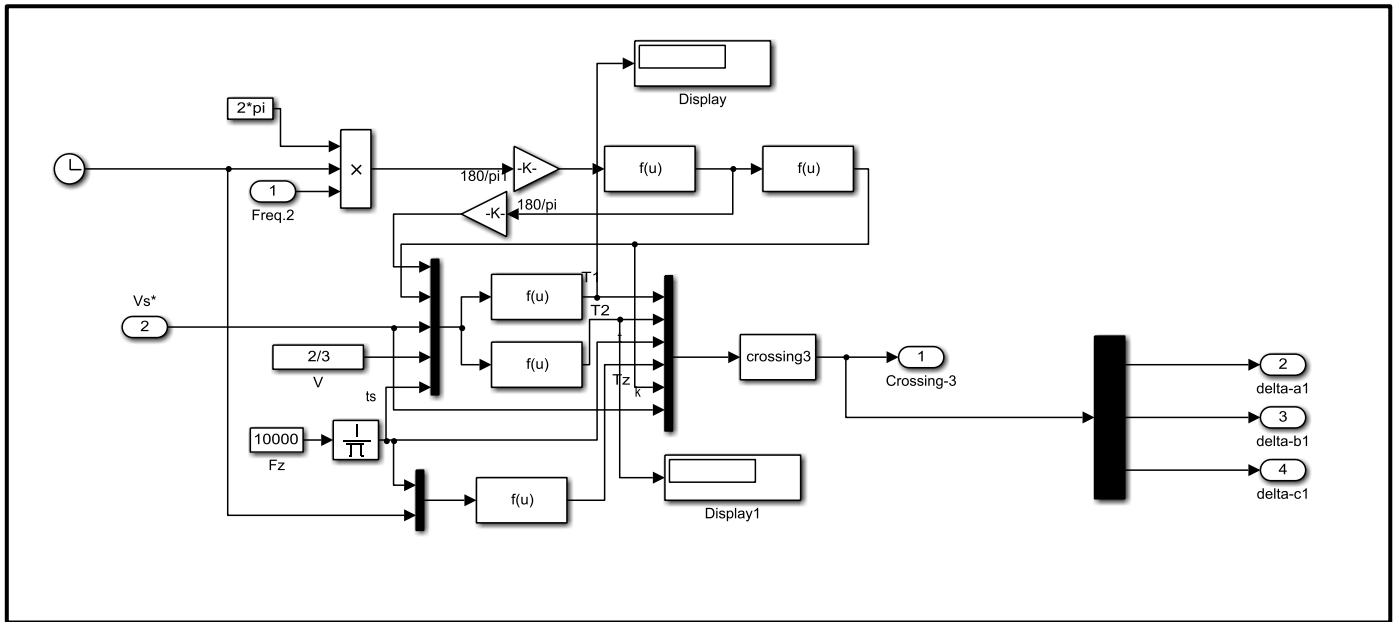 Display
2*pi
×
180/pi1
-K-
f(u)
f(u)
1
Freq.2
-K-
180/pi
Vs*
2
2/3
V
f(u)
T1
T2
f(u)
Tz
k
ts
10000
Fz
1
f(u)
crossing3
1
Crossing-3
Display1
2
delta-a1
3
delta-b1
4
delta-c1